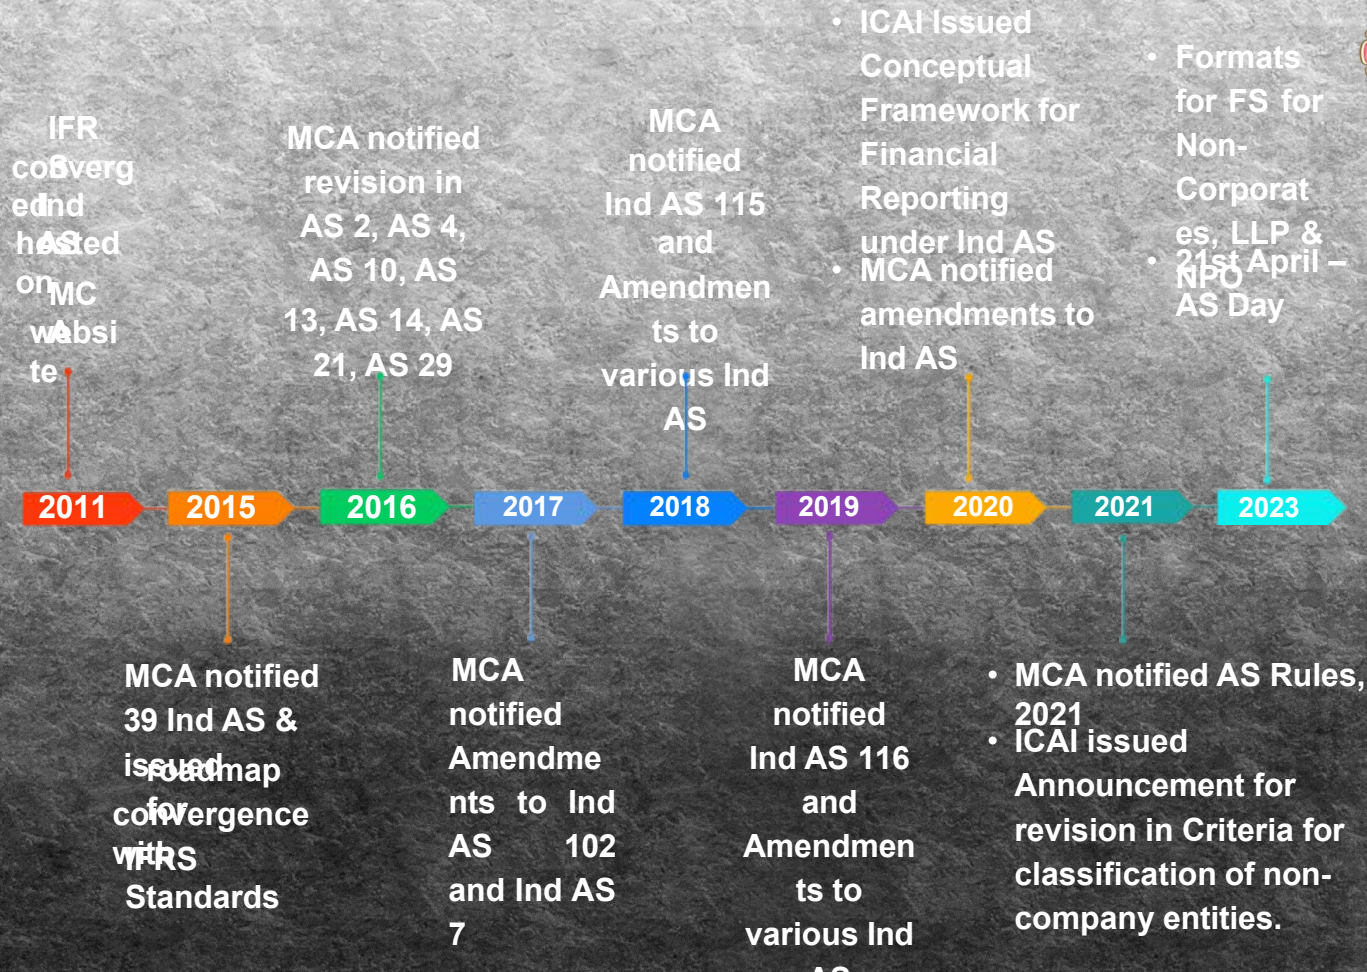 IFR
S
converg
ed
Ind
AS
hosted
on
MC
A
websi
te
MCA notified
revision in
AS 2, AS 4,
AS 10, AS
13, AS 14, AS
21, AS 29
MCA
notified
Ind AS 115
and
Amendmen
ts to
various Ind
AS
• ICAI Issued
Conceptual
Framework for
Financial
Reporting
under Ind AS
• MCA notified
amendments to
Ind AS
• Formats
for FS for
Non-
Corporat
es, LLP &
NPO
• 21st April –
AS Day
2011
2015
2016
2017
2018
2019
2020
2021
2023
MCA notified
39 Ind AS &
issued
roadmap
for
convergence
with
IFRS
Standards
MCA
notified
Amendme
nts to Ind
AS 102
and Ind AS
7
MCA
notified
Ind AS 116
and
Amendmen
ts to
various Ind
AS
• MCA notified AS Rules,
2021
• ICAI issued
Announcement for
revision in Criteria for
classification of non-
company entities.